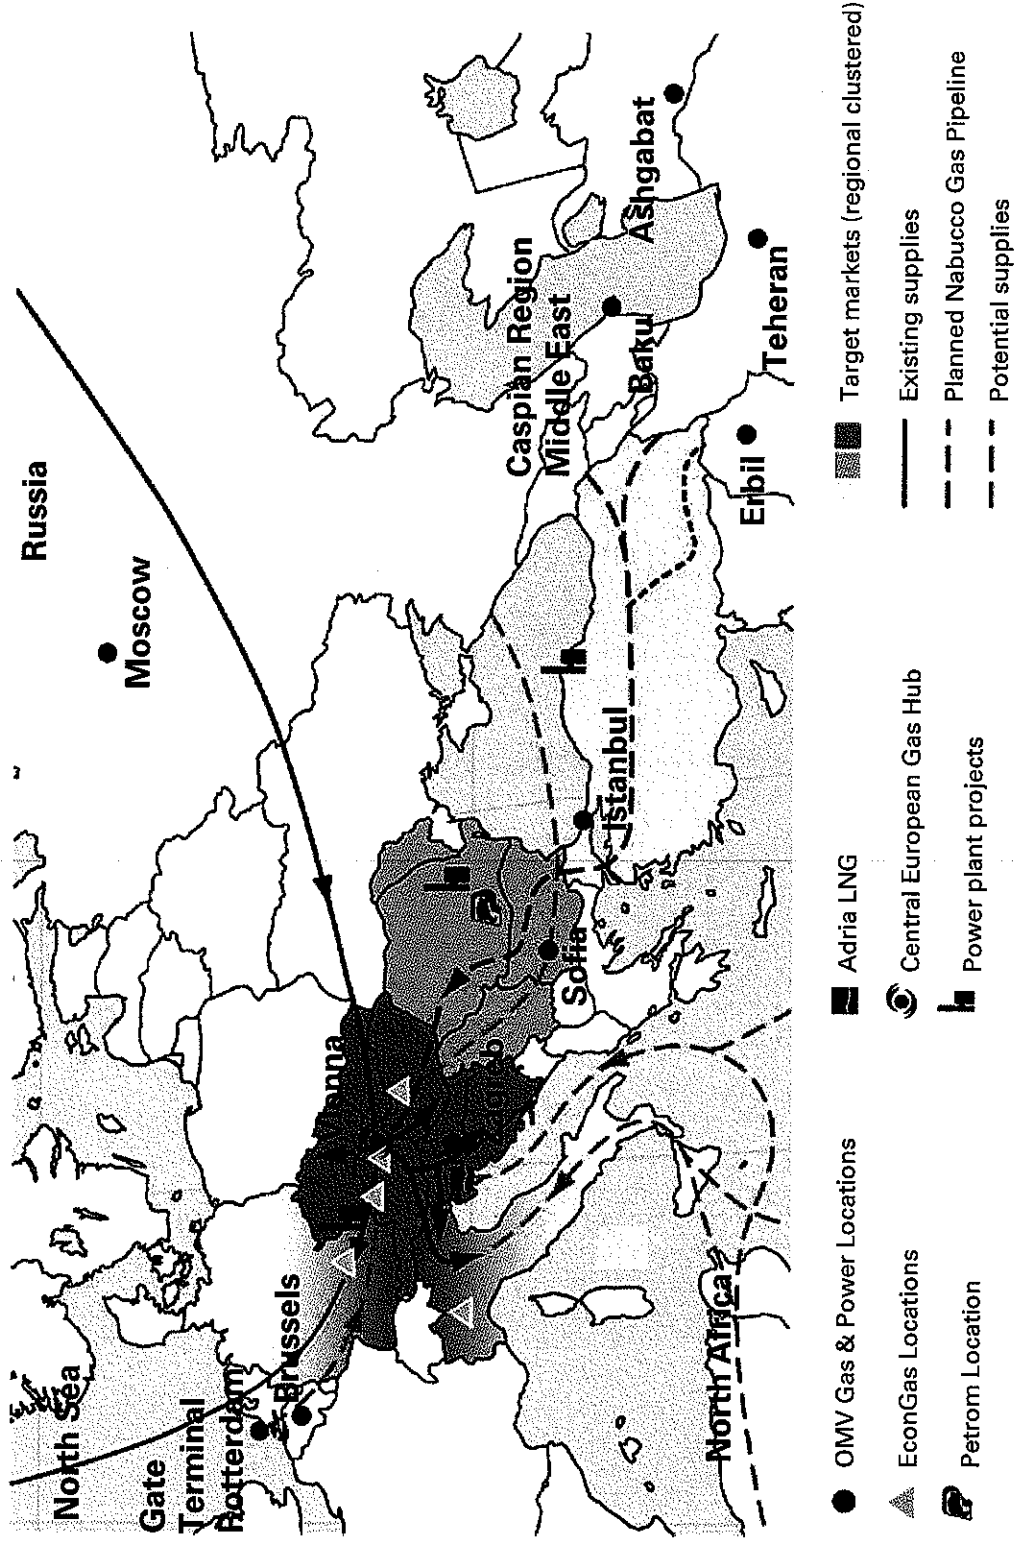 North Sea
Gate
Terminal
Rotterdam
Brussels
Russia
Moscow
Zagreb
Sofia
Istanbul
Caspian Region
Middle East
Baku
Ashgabat
Erbil
Teheran
North Africa
OMV Gas & Power Locations
EconGas Locations
Petrom Location
Adria LNG
Central European Gas Hub
Power plant projects
Target markets (regional clustered)
Existing supplies
Planned Nabucco Gas Pipeline
Potential supplies